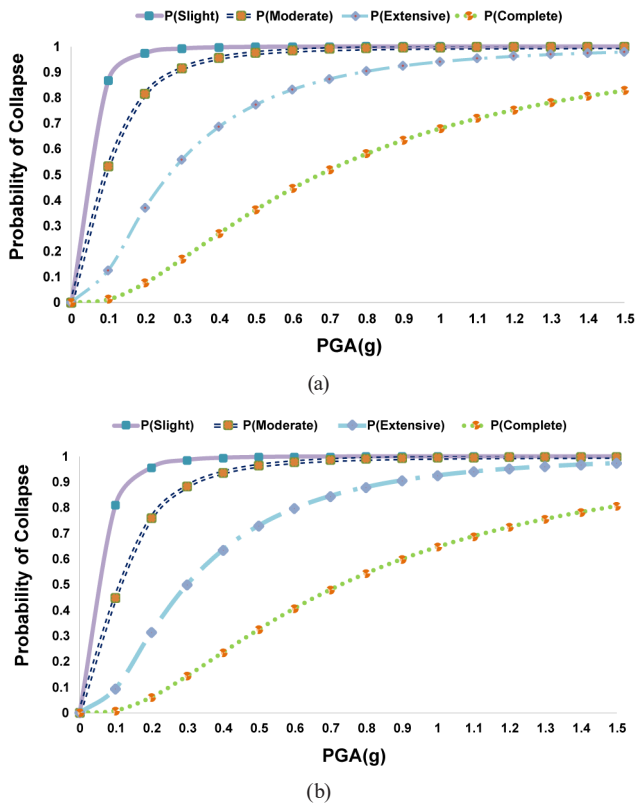 P(Slight) P(Moderate) P(Extensive) P(Complete)
1
0.9
0.8
0.7
0.6
0.5
0.4
0.3
0.2
0.1
0
Probability of Collapse
0 0.1 0.2 0.3 0.4 0.5 0.6 0.7 0.8 0.9 1 1.1 1.2 1.3 1.4 1.5
PGA(g)
(a)
P(Slight) P(Moderate) P(Extensive) P(Complete)
1
0.9
0.8
0.7
0.6
0.5
0.4
0.3
0.2
0.1
0
Probability of Collapse
0 0.1 0.2 0.3 0.4 0.5 0.6 0.7 0.8 0.9 1 1.1 1.2 1.3 1.4 1.5
PGA(g)
(b)